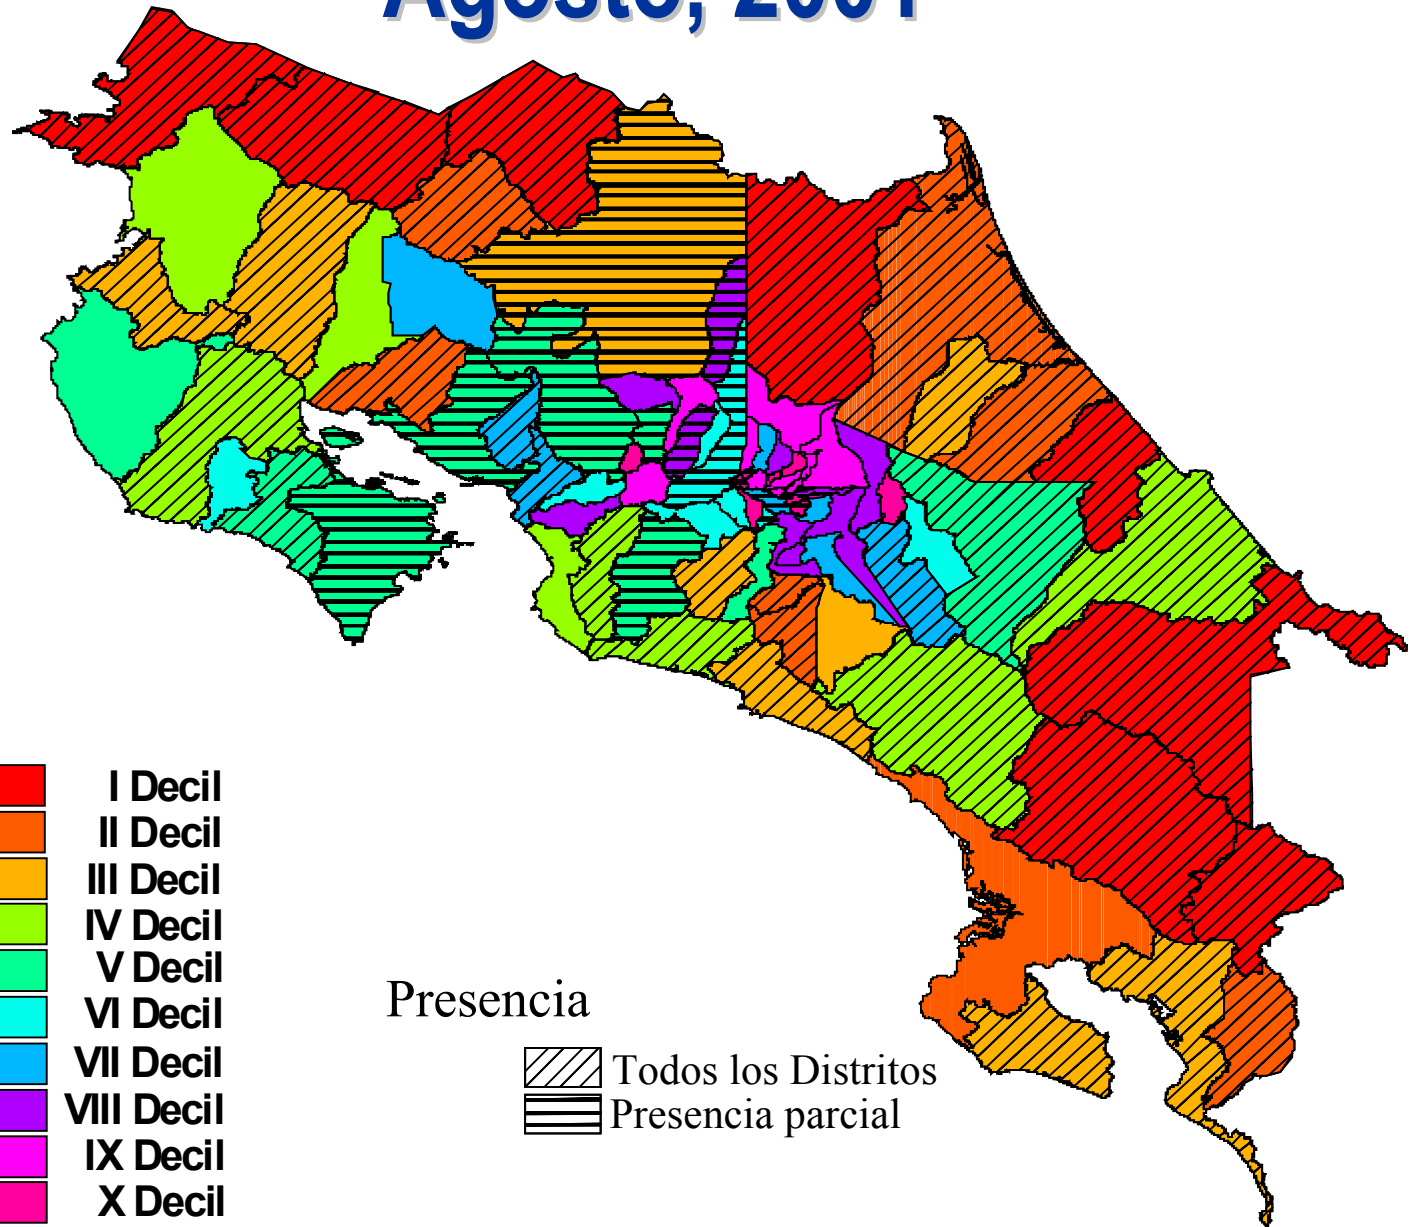 Agosto, 2001
I Decil
II Decil
III Decil
IV Decil
V Decil
VI Decil
VII Decil
VIII Decil
IX Decil
X Decil
Presencia
Todos los Distritos
Presencia parcial